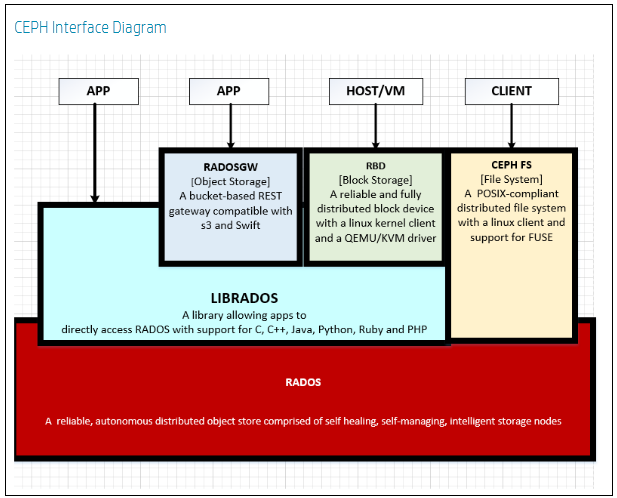 CEPH Interface Diagram
APP
APP
HOST/VM
CLIENT
RADOSGW
[Object Storage]
A bucket-based REST
gateway compatible with
s3 and Swift
RBD
[Block Storage]
A reliable and fully
distributed block device
with a linux kernel client
and a QEMU/KVM driver
CEPH FS
[File System]
A POSIX-compliant
distributed file system
with a linux client and
support for FUSE
LIBRADOS
A library allowing apps to
directly access RADOS with support for C, C++, Java, Python, Ruby and PHP
RADOS
A reliable, autonomous distributed object store comprised of self healing, self-managing, intelligent storage nodes